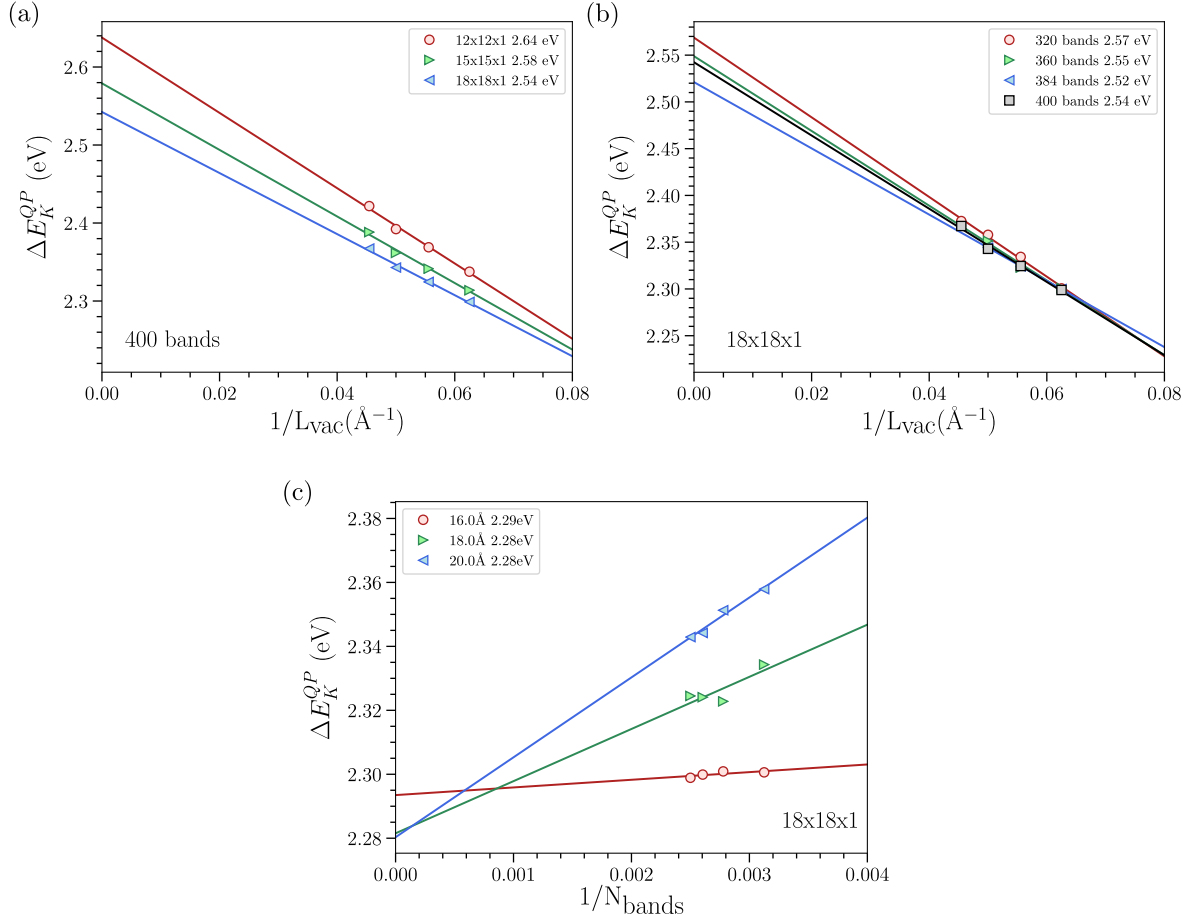 (a)
2.6
2.5
2.4
2.3
0.00 0.02 0.04 0.06 0.08
ΔE_K^{QP} (eV)
1/L_vac(Å⁻¹)
12x12x1 2.64 eV
15x15x1 2.58 eV
18x18x1 2.54 eV
400 bands
(b)
2.55
2.50
2.45
2.40
2.35
2.30
2.25
0.00 0.02 0.04 0.06 0.08
ΔE_K^{QP} (eV)
1/L_vac(Å⁻¹)
320 bands 2.57 eV
360 bands 2.55 eV
384 bands 2.52 eV
400 bands 2.54 eV
18x18x1
(c)
2.38
2.36
2.34
2.32
2.30
2.28
0.000 0.001 0.002 0.003 0.004
ΔE_K^{QP} (eV)
1/N_bands
16.0Å 2.29eV
18.0Å 2.28eV
20.0Å 2.28eV
18x18x1